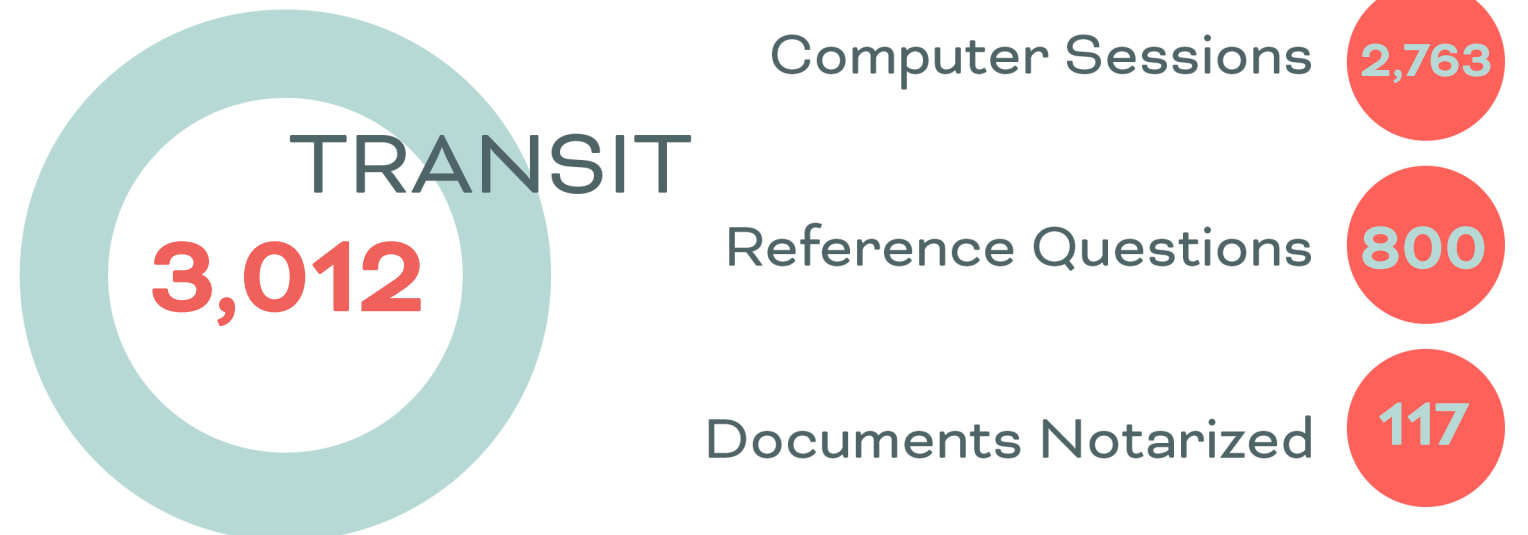 TRANSIT
3,012
Computer Sessions 2,763
Reference Questions 800
Documents Notarized 117